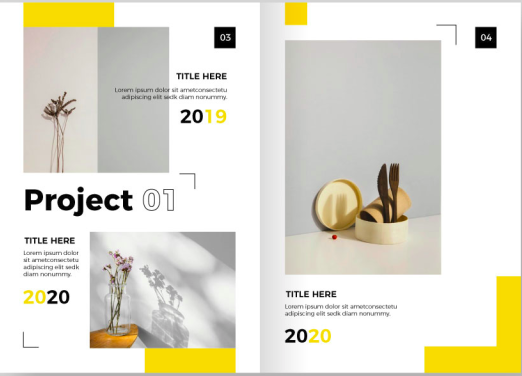 03
TITLE HERE
Lorem ipsum dolor sit ametconsectetu
adipiscing elit sedk diam nonummy.
2019
Project 01
TITLE HERE
Lorem ipsum dolor
sit ametconsectetu
adipiscing elit sedk
diam nonummy.
2020
04
TITLE HERE
Lorem ipsum dolor sit ametconsectetu
adipiscing elit sedk diam nonummy.
2020